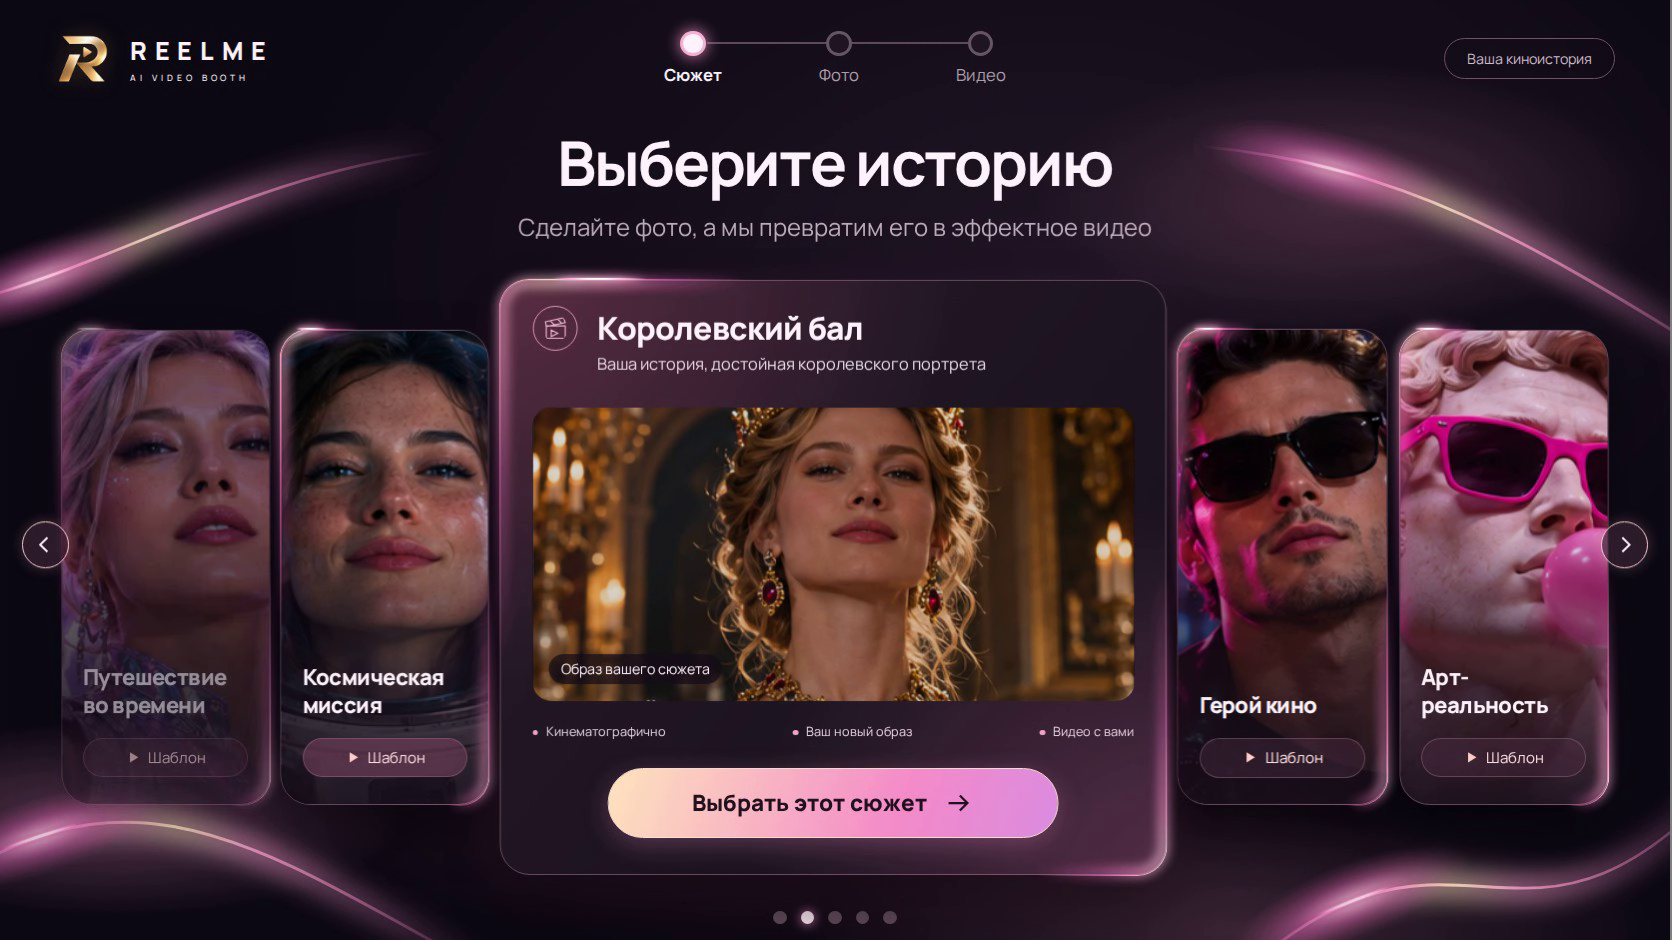 REELME
AI VIDEO BOOTH
Сюжет
Фото
Видео
Ваша киноистория
Выберите историю
Сделайте фото, а мы превратим его в эффектное видео
Путешествие
во времени
Шаблон
Космическая
миссия
Шаблон
Королевский бал
Ваша история, достойная королевского портрета
Образ вашего сюжета
Кинематографично
Ваш новый образ
Видео с вами
Выбрать этот сюжет
Герой кино
Шаблон
Арт-
реальность
Шаблон